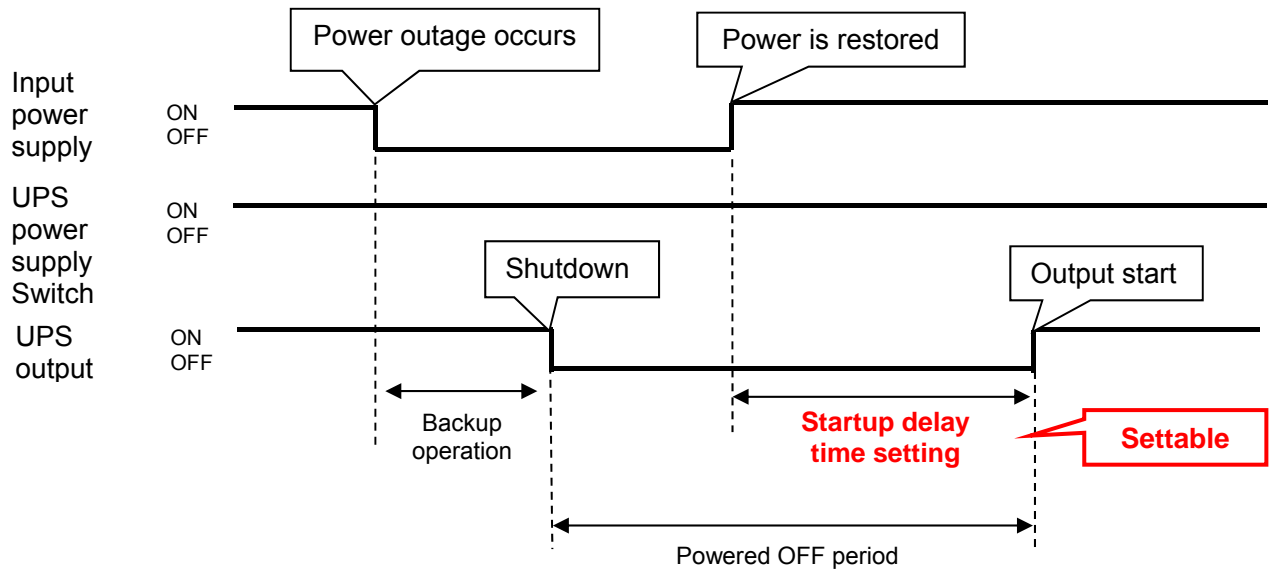 Power outage occurs
Power is restored
Input
power
supply
ON
OFF
UPS
power
supply
Switch
ON
OFF
Shutdown
Output start
UPS
output
ON
OFF
Backup
operation
Startup delay
time setting
Settable
Powered OFF period